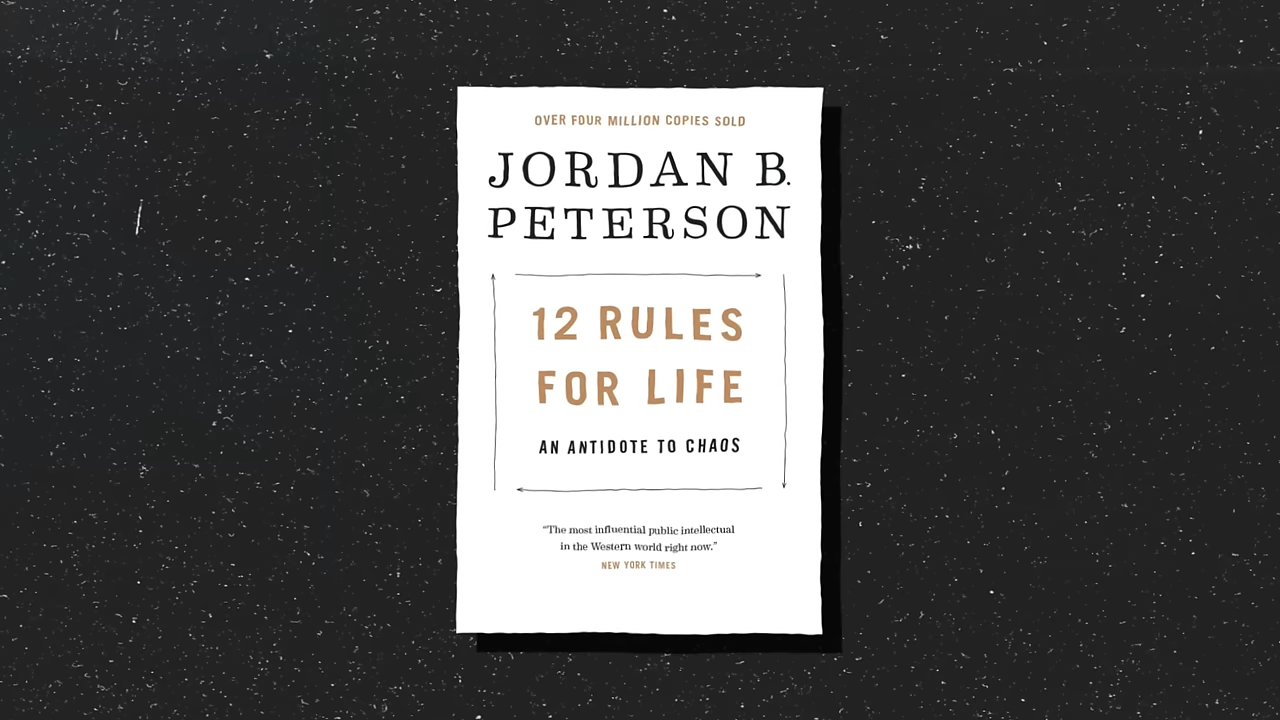 OVER FOUR MILLION COPIES SOLD
JORDAN B.
PETERSON
12 RULES
FOR LIFE
AN ANTIDOTE TO CHAOS
“The most influential public intellectual
in the Western world right now.”
NEW YORK TIMES